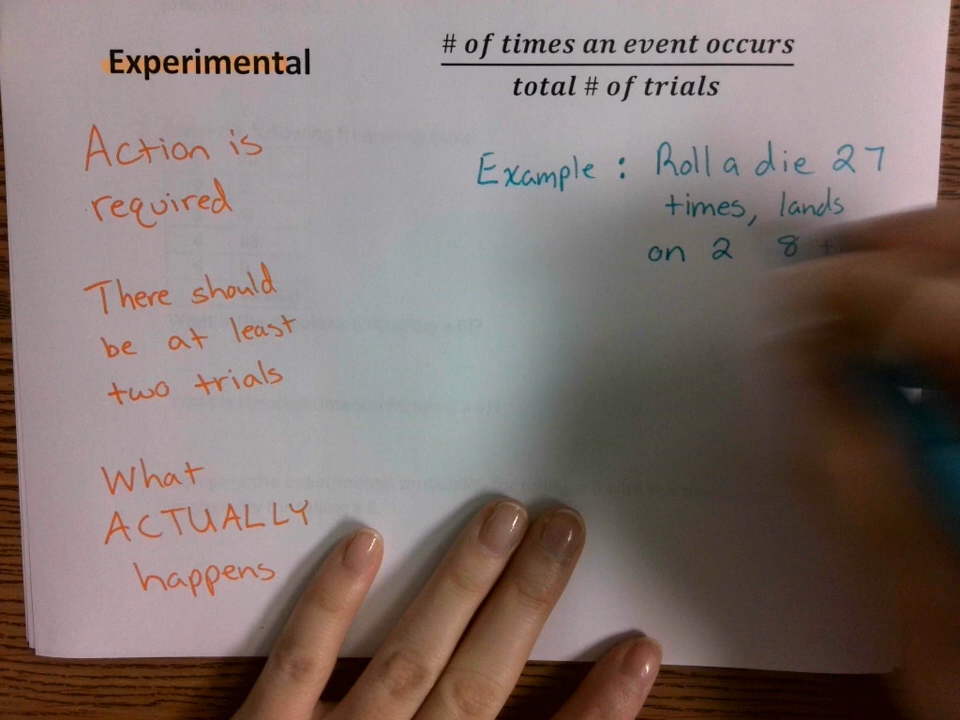 Experimental
# of times an event occurs
total # of trials
Action is
required
There should
be at least
two trials
What
ACTUALLY
happens
Example : Roll a die 27
times, lands
on 2 8